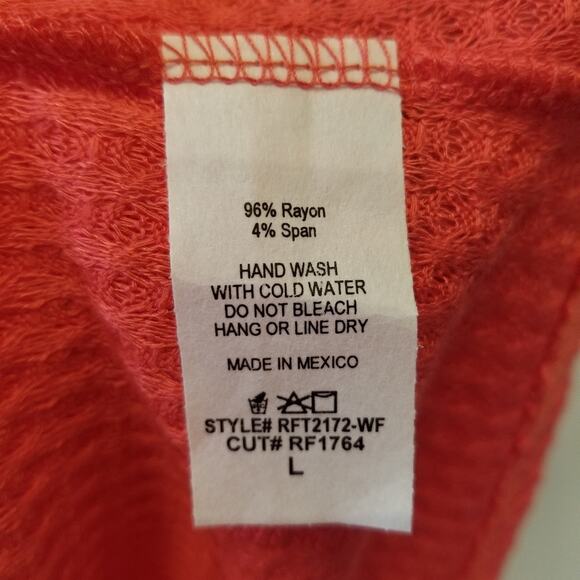 96% Rayon
4% Span
HAND WASH
WITH COLD WATER
DO NOT BLEACH
HANG OR LINE DRY
MADE IN MEXICO
STYLE# RFT2172-WF
CUT# RF1764
L